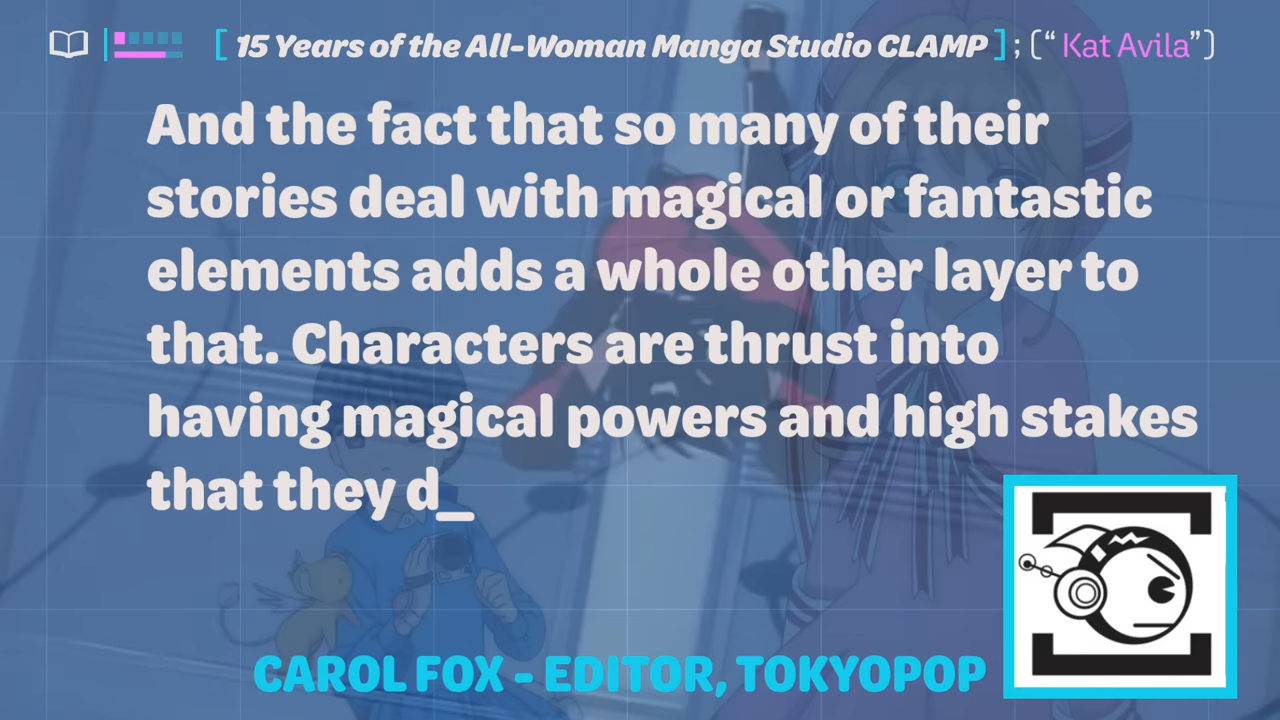 [ 15 Years of the All-Woman Manga Studio CLAMP ] ; (“ Kat Avila”)
And the fact that so many of their
stories deal with magical or fantastic
elements adds a whole other layer to
that. Characters are thrust into
having magical powers and high stakes
that they d_
CAROL FOX - EDITOR, TOKYOPOP